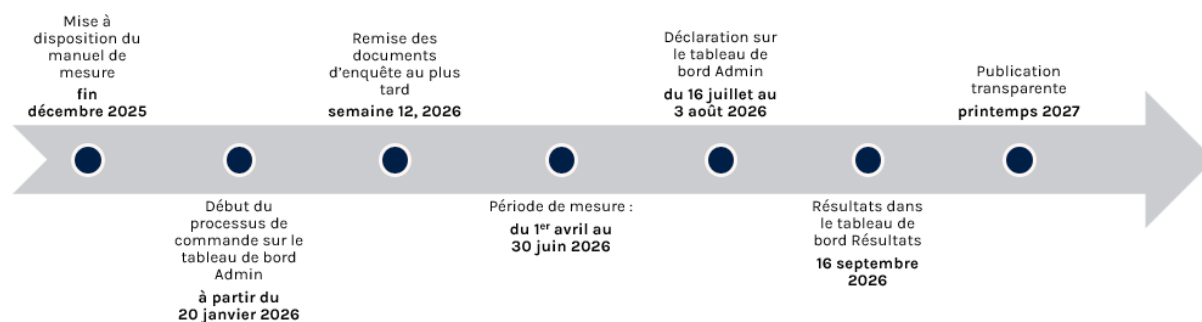 Mise à
disposition du
manuel de
mesure
fin
décembre 2025
Début du
processus de
commande sur le
tableau de bord
Admin
à partir du
20 janvier 2026
Remise des
documents
d’enquête au plus
tard
semaine 12, 2026
Période de mesure :
du 1er avril au
30 juin 2026
Déclaration sur
le tableau de
bord Admin
du 16 juillet au
3 août 2026
Résultats dans
le tableau de
bord Résultats
16 septembre
2026
Publication
transparente
printemps 2027